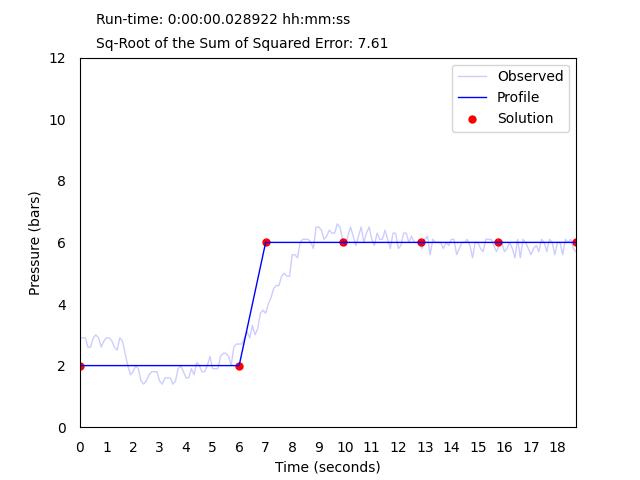 Run-time: 0:00:00.028922 hh:mm:ss
Sq-Root of the Sum of Squared Error: 7.61
12
10
8
6
4
2
0
Pressure (bars)
Observed
Profile
Solution
0 1 2 3 4 5 6 7 8 9 10 11 12 13 14 15 16 17 18
Time (seconds)